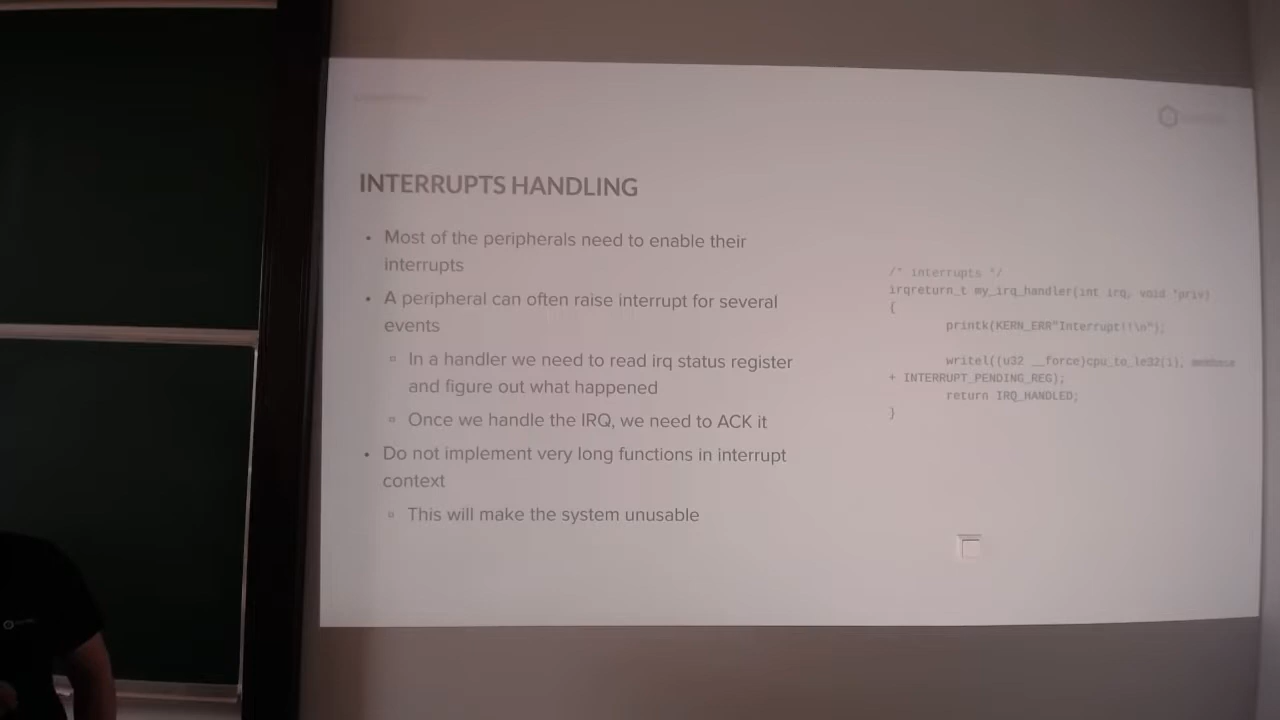 INTERRUPTS HANDLING
• Most of the peripherals need to enable their
interrupts
• A peripheral can often raise interrupt for several
events
▫ In a handler we need to read irq status register
and figure out what happened
▫ Once we handle the IRQ, we need to ACK it
• Do not implement very long functions in interrupt
context
▫ This will make the system unusable
/* interrupts */
irqreturn_t my_irq_handler(int irq, void *priv)
{
printk(KERN_ERR"Interrupt!!\n");
writel((u32 __force)cpu_to_le32(1), membase
+ INTERRUPT_PENDING_REG);
return IRQ_HANDLED;
}